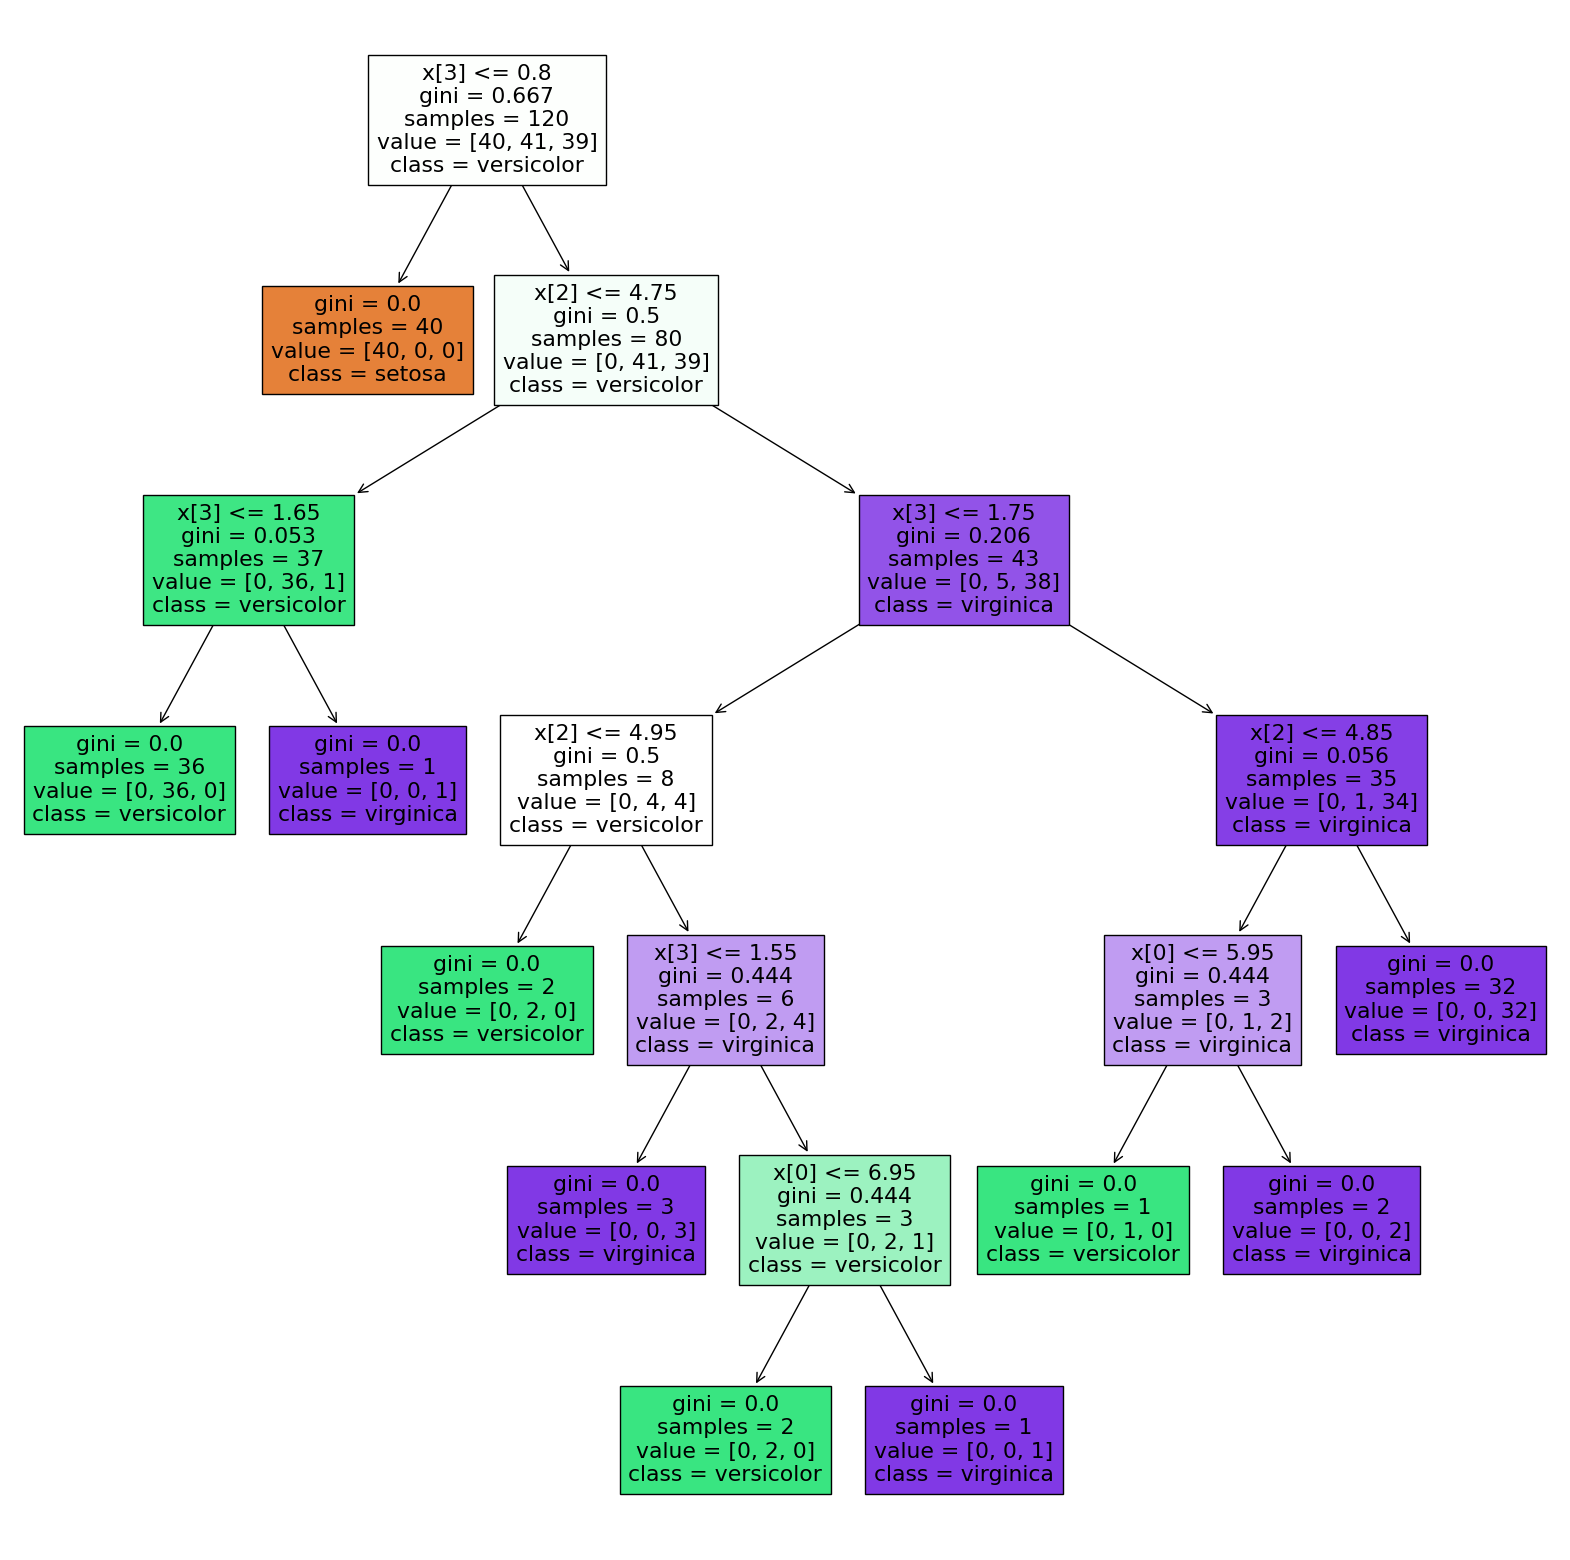 x[3] <= 0.8
gini = 0.667
samples = 120
value = [40, 41, 39]
class = versicolor
gini = 0.0
samples = 40
value = [40, 0, 0]
class = setosa
x[2] <= 4.75
gini = 0.5
samples = 80
value = [0, 41, 39]
class = versicolor
x[3] <= 1.65
gini = 0.053
samples = 37
value = [0, 36, 1]
class = versicolor
x[3] <= 1.75
gini = 0.206
samples = 43
value = [0, 5, 38]
class = virginica
gini = 0.0
samples = 36
value = [0, 36, 0]
class = versicolor
gini = 0.0
samples = 1
value = [0, 0, 1]
class = virginica
x[2] <= 4.95
gini = 0.5
samples = 8
value = [0, 4, 4]
class = versicolor
x[2] <= 4.85
gini = 0.056
samples = 35
value = [0, 1, 34]
class = virginica
gini = 0.0
samples = 2
value = [0, 2, 0]
class = versicolor
x[3] <= 1.55
gini = 0.444
samples = 6
value = [0, 2, 4]
class = virginica
x[0] <= 5.95
gini = 0.444
samples = 3
value = [0, 1, 2]
class = virginica
gini = 0.0
samples = 32
value = [0, 0, 32]
class = virginica
gini = 0.0
samples = 3
value = [0, 0, 3]
class = virginica
x[0] <= 6.95
gini = 0.444
samples = 3
value = [0, 2, 1]
class = versicolor
gini = 0.0
samples = 1
value = [0, 1, 0]
class = versicolor
gini = 0.0
samples = 2
value = [0, 0, 2]
class = virginica
gini = 0.0
samples = 2
value = [0, 2, 0]
class = versicolor
gini = 0.0
samples = 1
value = [0, 0, 1]
class = virginica